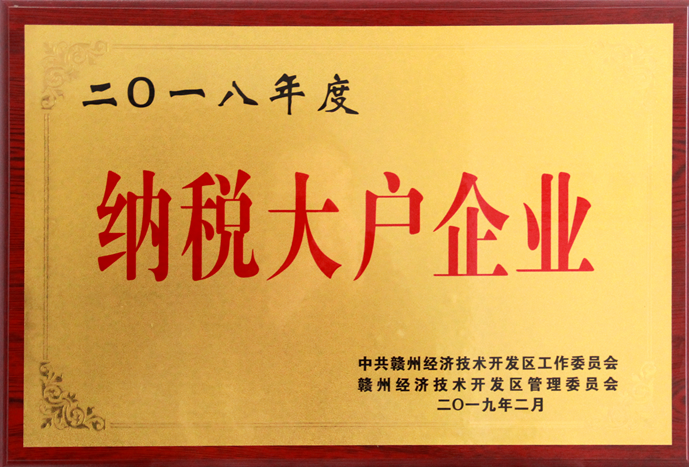 二〇一八年度
纳税大户企业
中共赣州经济技术开发区工作委员会
赣州经济技术开发区管理委员会
二〇一九年二月